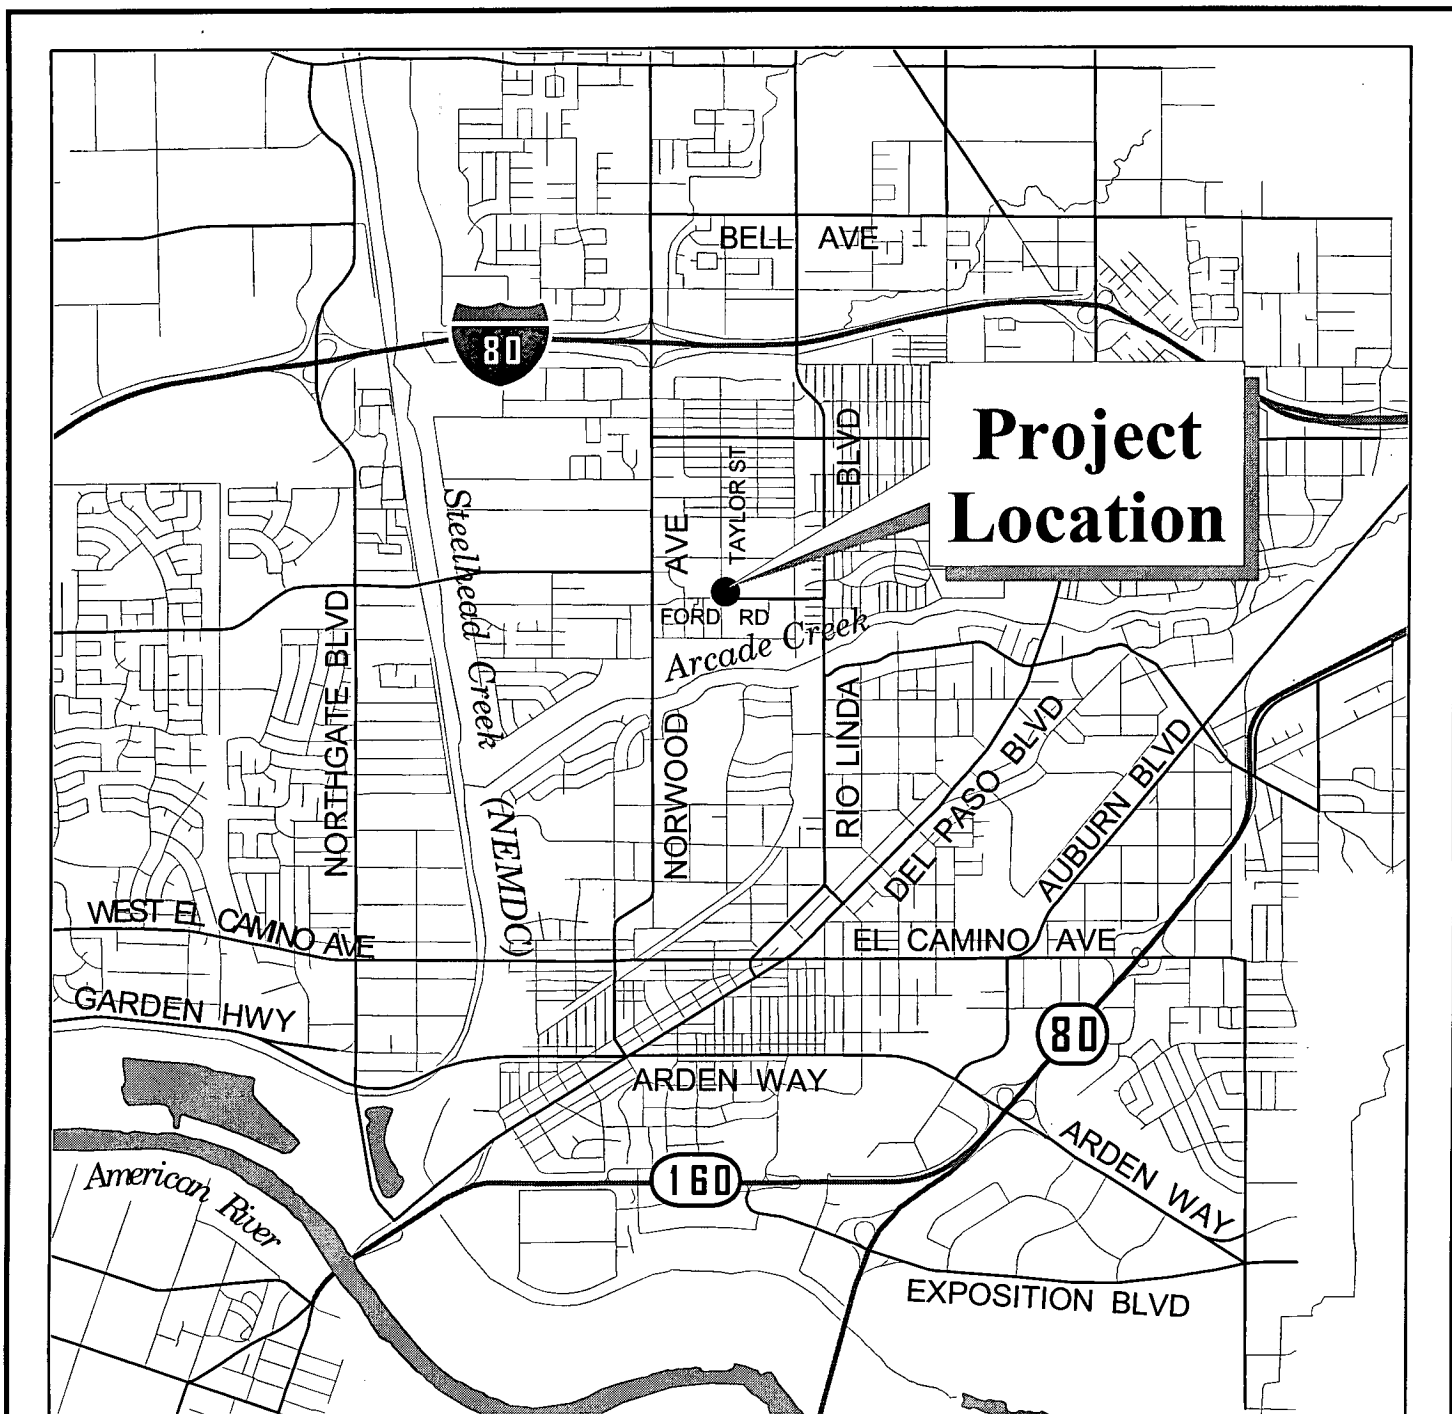 BELL AVE
80
Project
Location
BLVD
TAYLOR ST
AVE
Steelhead Creek
FORD RD
Arcade Creek
NORTHGATE BLVD
RIO LINDA
NORWOOD
DEL PASO BLVD
AUBURN BLVD
(NEMDC)
WEST EL CAMINO AVE
EL CAMINO AVE
GARDEN HWY
80
ARDEN WAY
ARDEN WAY
160
American River
EXPOSITION BLVD